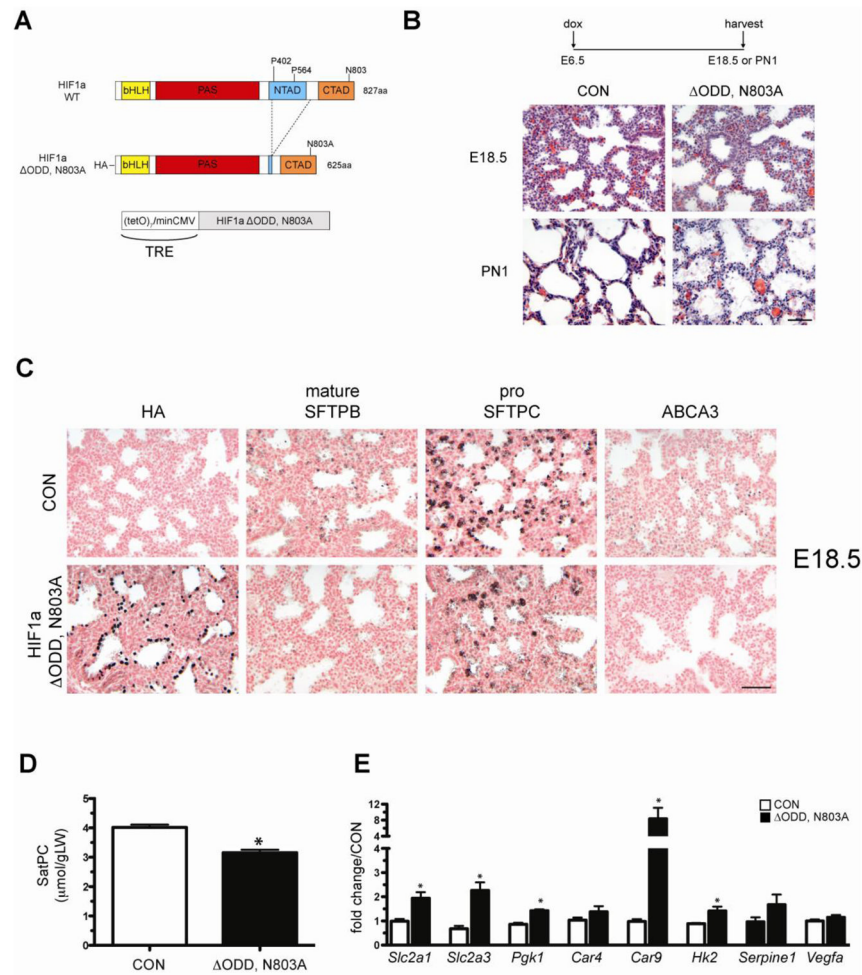 A
P402
P564
N803
HIF1a
WT
bHLH
PAS
NTAD
CTAD
827aa
N803A
HIF1a
ΔODD, N803A
HA
bHLH
PAS
CTAD
625aa
(tetO)7/minCMV
HIF1a ΔODD, N803A
TRE
B
dox
harvest
E6.5
E18.5 or PN1
CON
ΔODD, N803A
E18.5
PN1
C
HA
mature
SFTPB
pro
SFTPC
ABCA3
CON
HIF1a
ΔODD, N803A
E18.5
D
SatPC
(μmol/gLW)
5
4
3
2
1
0
*
CON
ΔODD, N803A
E
fold change/CON
12
8
4
4
3
2
1
0
* * * * *
CON
ΔODD, N803A
Slc2a1 Slc2a3 Pgk1 Car4 Car9 Hk2 Serpine1 Vegfa